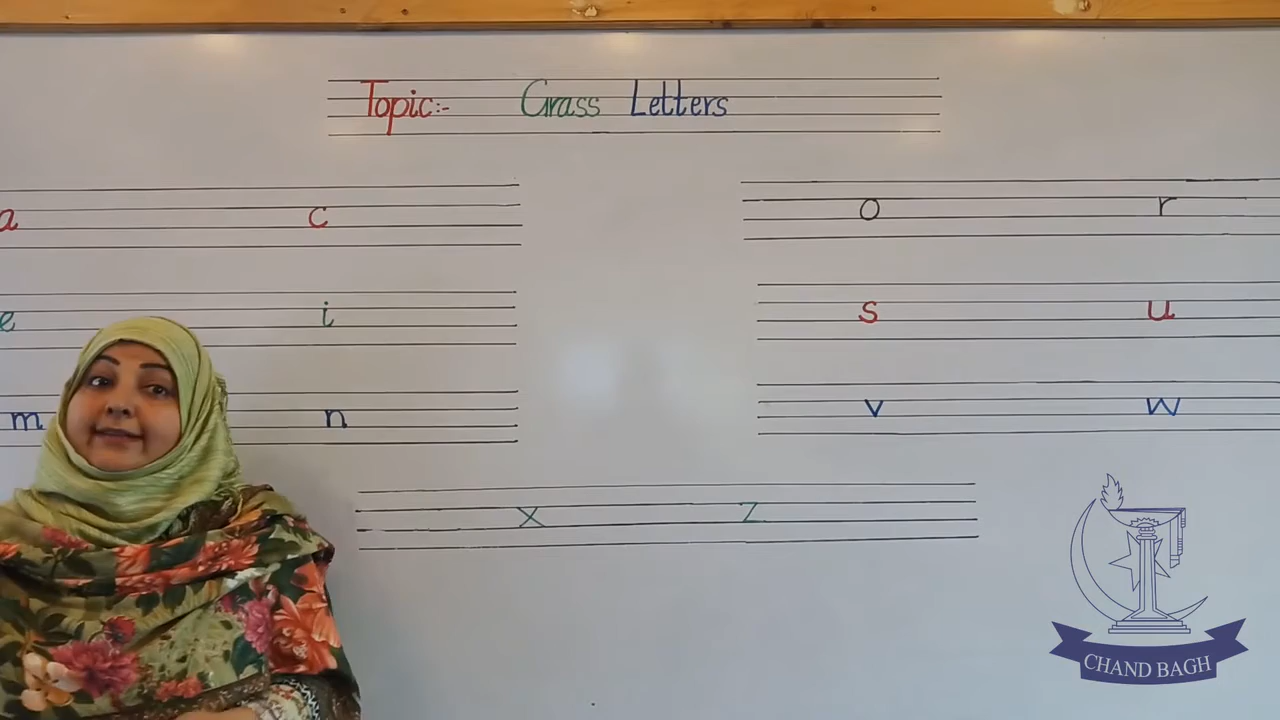 Topic:- Grass Letters
a c
o r
e i
s u
m n
v w
x z
CHAND BAGH